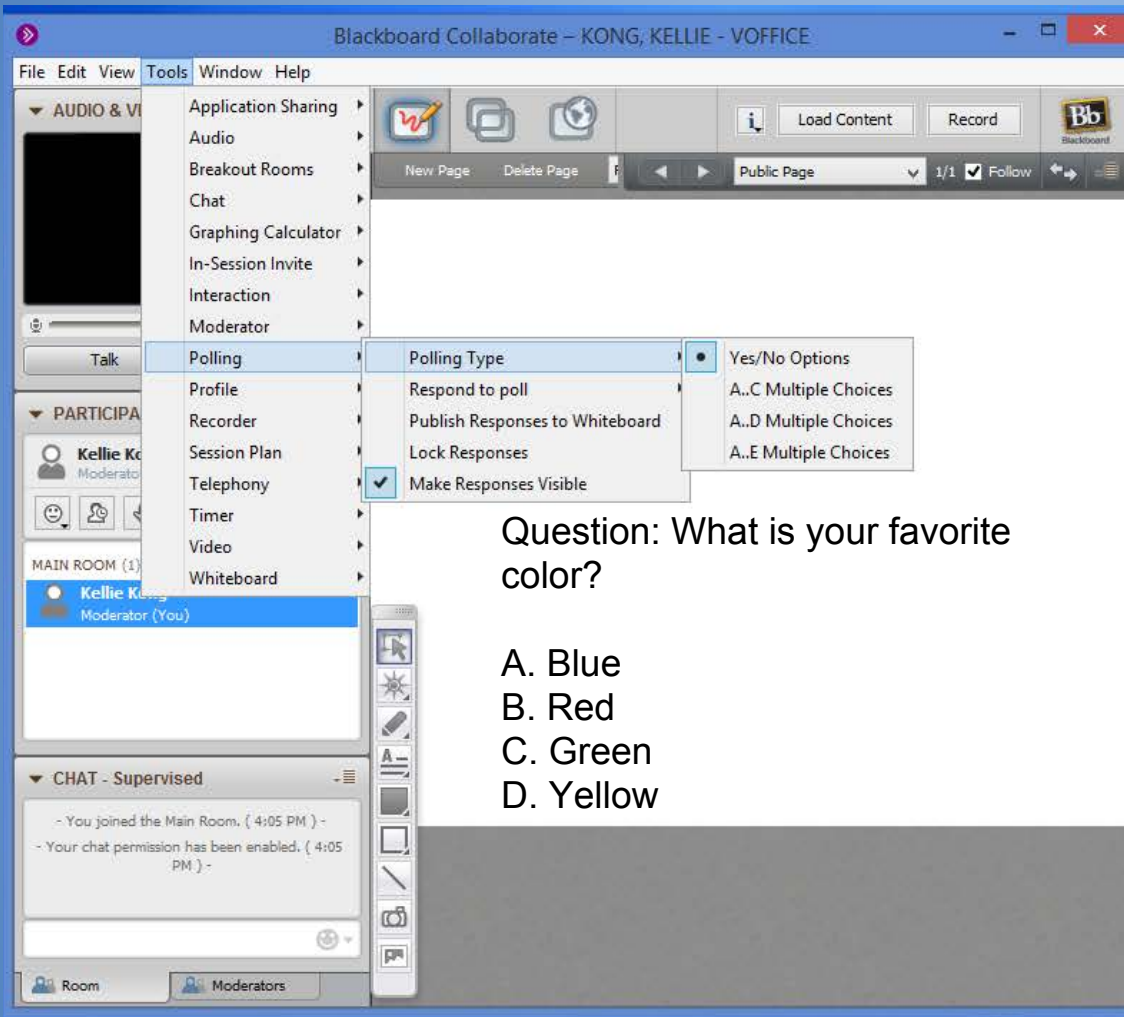 Blackboard Collaborate – KONG, KELLIE - VOFFICE
File Edit View Tools Window Help
AUDIO & VI
Talk
PARTICIPA
Kellie Ko
Moderato
MAIN ROOM (1)
Kellie K
Moderator (You)
CHAT - Supervised
- You joined the Main Room. ( 4:05 PM ) -
- Your chat permission has been enabled. ( 4:05
PM ) -
Room Moderators
Application Sharing
Audio
Breakout Rooms
Chat
Graphing Calculator
In-Session Invite
Interaction
Moderator
Polling
Profile
Recorder
Session Plan
Telephony
Timer
Video
Whiteboard
Polling Type
Respond to poll
Publish Responses to Whiteboard
Lock Responses
Make Responses Visible
Yes/No Options
A..C Multiple Choices
A..D Multiple Choices
A..E Multiple Choices
i Load Content Record
Bb
Blackboard
New Page Delete Page Public Page 1/1 Follow
Question: What is your favorite
color?
A. Blue
B. Red
C. Green
D. Yellow